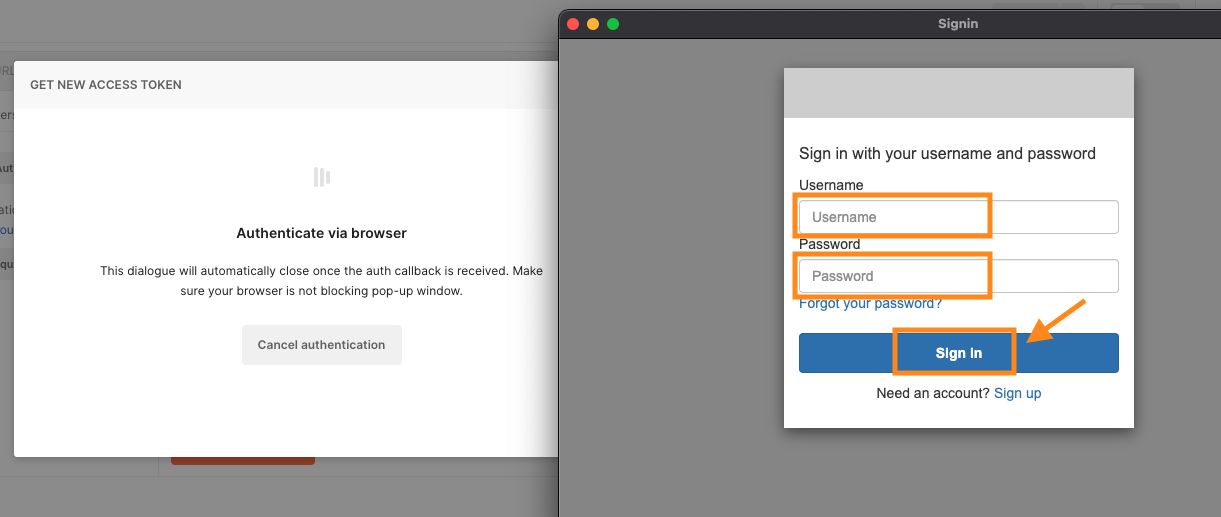 Signin
GET NEW ACCESS TOKEN
Authenticate via browser
This dialogue will automatically close once the auth callback is received. Make
sure your browser is not blocking pop-up window.
Cancel authentication
Sign in with your username and password
Username
Username
Password
Password
Forgot your password?
Sign in
Need an account? Sign up